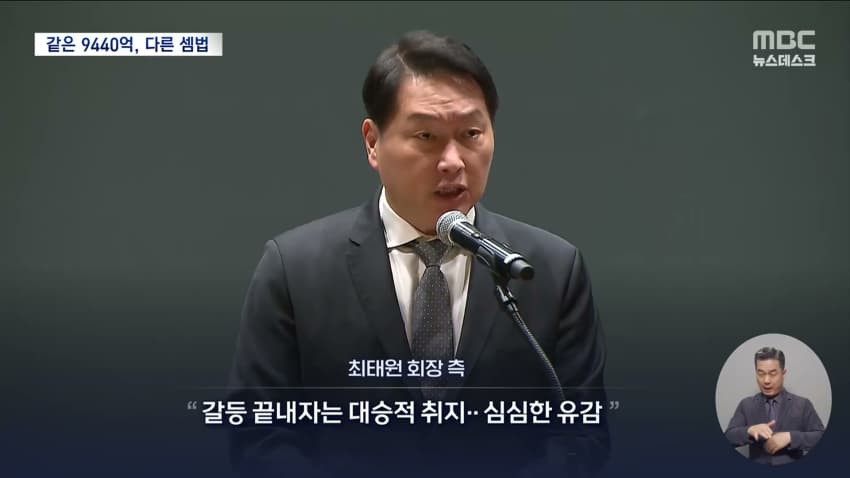 같은 9440억, 다른 셈법
MBC
뉴스데스크
최태원 회장 측
“ 갈등 끝내자는 대승적 취지‥ 심심한 유감 ”